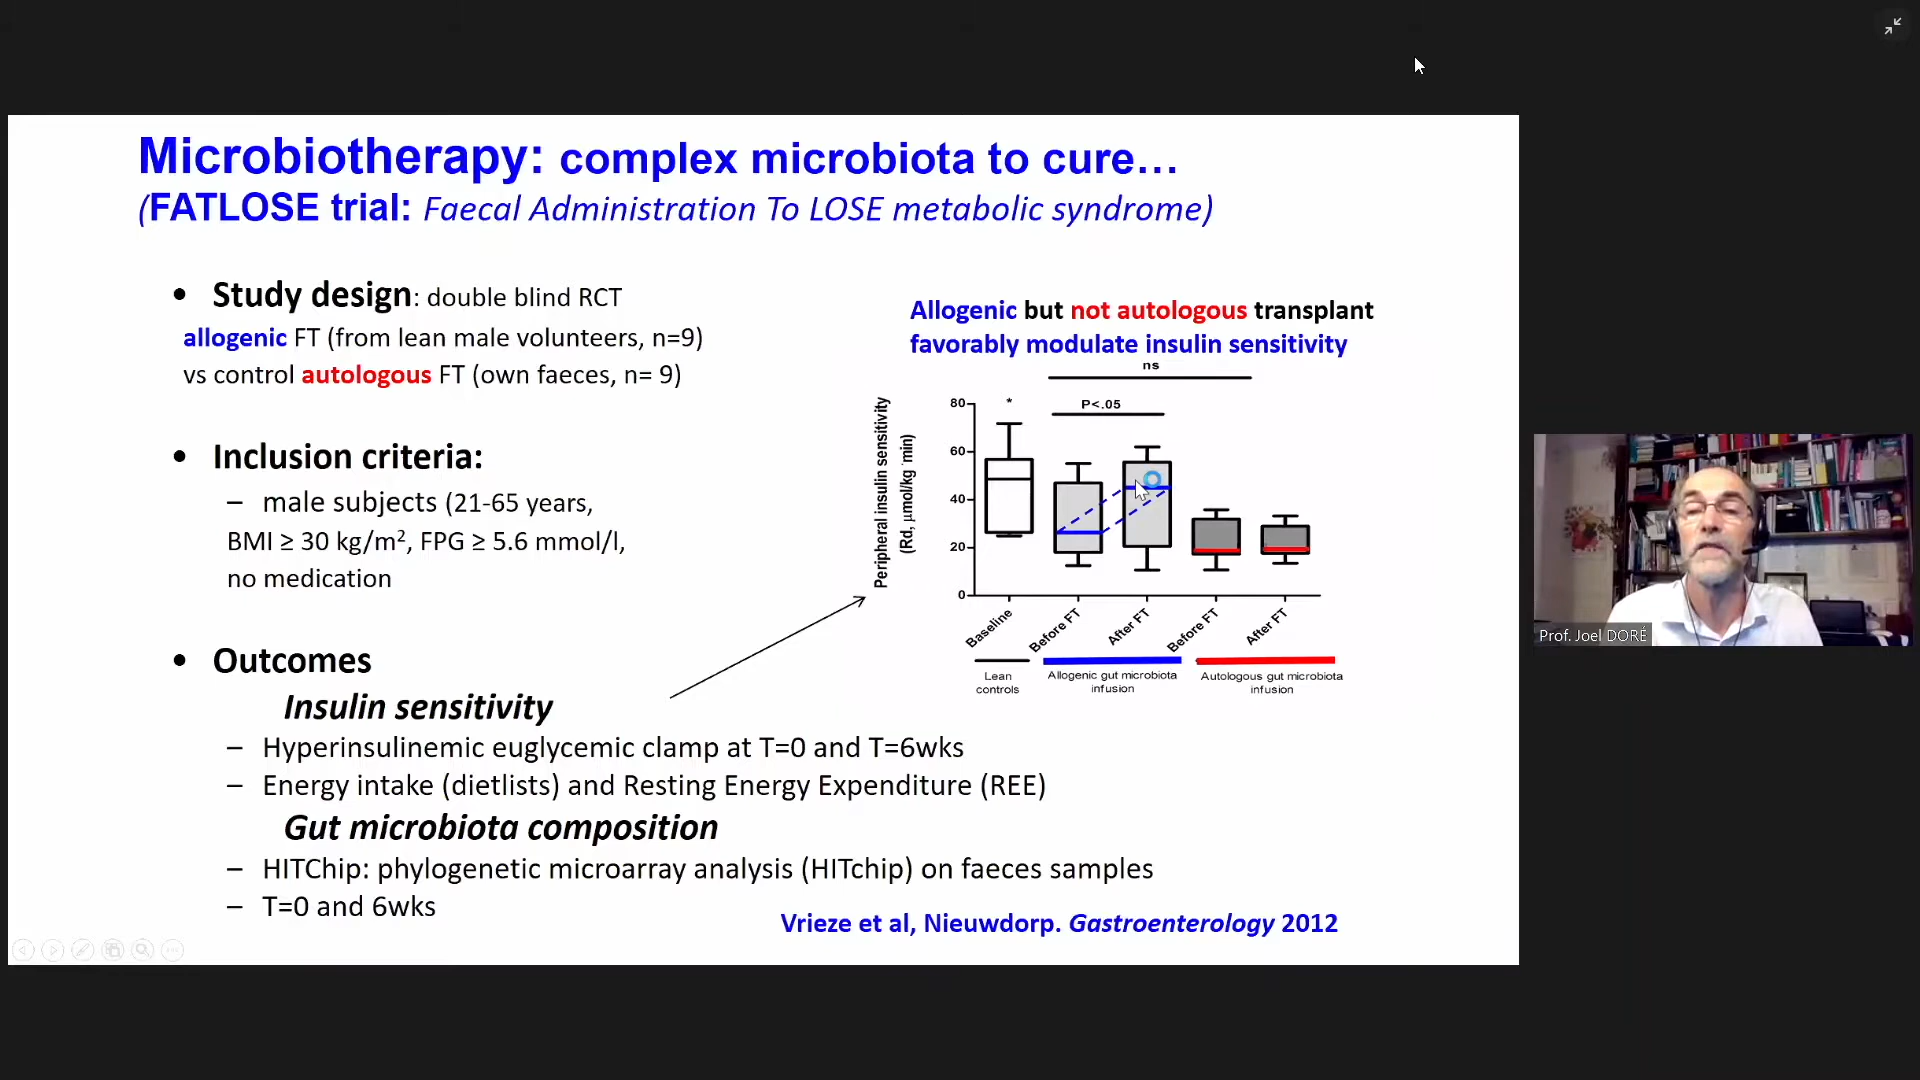 Microbiotherapy: complex microbiota to cure…
(FATLOSE trial: Faecal Administration To LOSE metabolic syndrome)
• Study design: double blind RCT
allogenic FT (from lean male volunteers, n=9)
vs control autologous FT (own faeces, n= 9)
• Inclusion criteria:
– male subjects (21-65 years,
BMI ≥ 30 kg/m², FPG ≥ 5.6 mmol/l,
no medication
• Outcomes
Insulin sensitivity
– Hyperinsulinemic euglycemic clamp at T=0 and T=6wks
– Energy intake (dietlists) and Resting Energy Expenditure (REE)
Gut microbiota composition
– HITChip: phylogenetic microarray analysis (HITchip) on faeces samples
– T=0 and 6wks
Allogenic but not autologous transplant
favorably modulate insulin sensitivity
ns
P<.05
*
Peripheral insulin sensitivity
(Rd, μmol/kg·min)
80
60
40
20
0
Baseline
Before FT
After FT
Before FT
After FT
Lean
controls
Allogenic gut microbiota
infusion
Autologous gut microbiota
infusion
Vrieze et al, Nieuwdorp. Gastroenterology 2012
Prof. Joel DORÉ